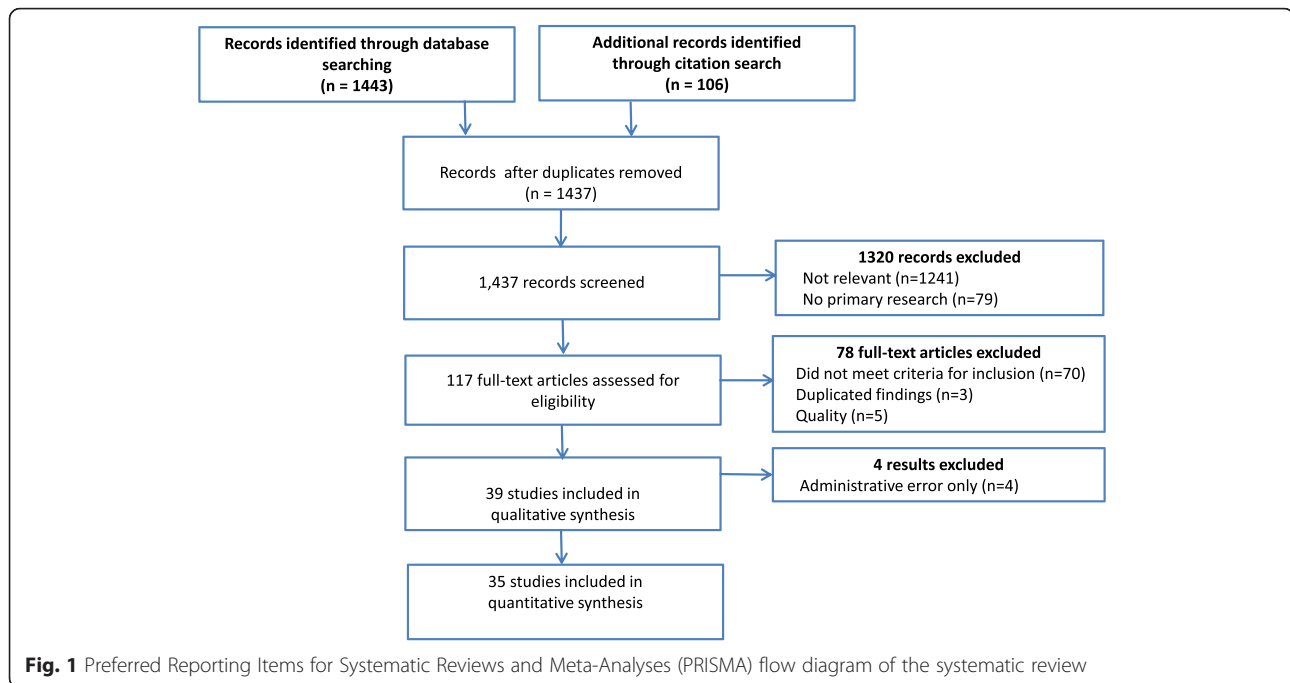 Records identified through database
searching
(n = 1443)
Additional records identified
through citation search
(n = 106)
Records after duplicates removed
(n = 1437)
1,437 records screened
1320 records excluded
Not relevant (n=1241)
No primary research (n=79)
117 full-text articles assessed for
eligibility
78 full-text articles excluded
Did not meet criteria for inclusion (n=70)
Duplicated findings (n=3)
Quality (n=5)
39 studies included in
qualitative synthesis
4 results excluded
Administrative error only (n=4)
35 studies included in
quantitative synthesis
Fig. 1 Preferred Reporting Items for Systematic Reviews and Meta-Analyses (PRISMA) flow diagram of the systematic review